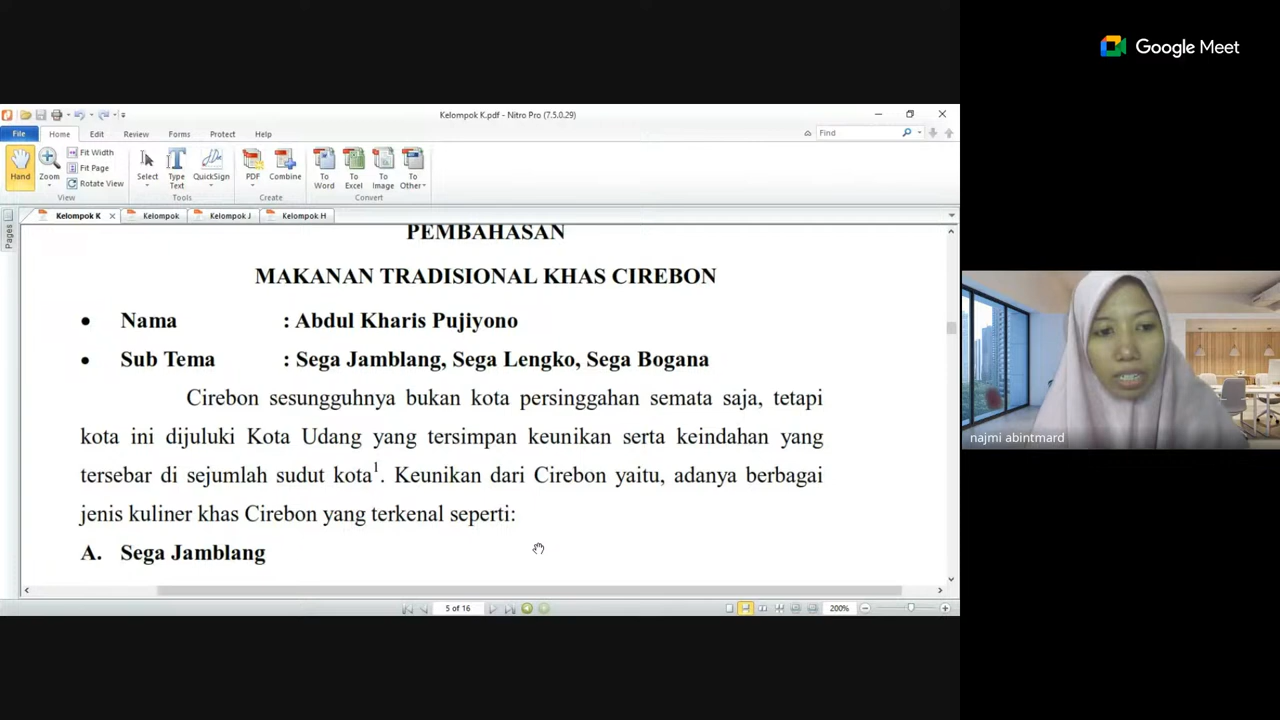 Google Meet
Kelompok K.pdf - Nitro Pro (7.5.0.29)
File Home Edit Review Forms Protect Help
Find
Hand
Zoom
Fit Width
Fit Page
Rotate View
View
Select
Type Text
QuickSign
Tools
PDF
Combine
Create
To Word
To Excel
To Image
To Other
Convert
Kelompok K
Kelompok
Kelompok J
Kelompok H
Pages
PEMBAHASAN
MAKANAN TRADISIONAL KHAS CIREBON
• Nama : Abdul Kharis Pujiyono
• Sub Tema : Sega Jamblang, Sega Lengko, Sega Bogana
Cirebon sesungguhnya bukan kota persinggahan semata saja, tetapi
kota ini dijuluki Kota Udang yang tersimpan keunikan serta keindahan yang
tersebar di sejumlah sudut kota¹. Keunikan dari Cirebon yaitu, adanya berbagai
jenis kuliner khas Cirebon yang terkenal seperti:
A. Sega Jamblang
5 of 16
200%
najmi abintmard